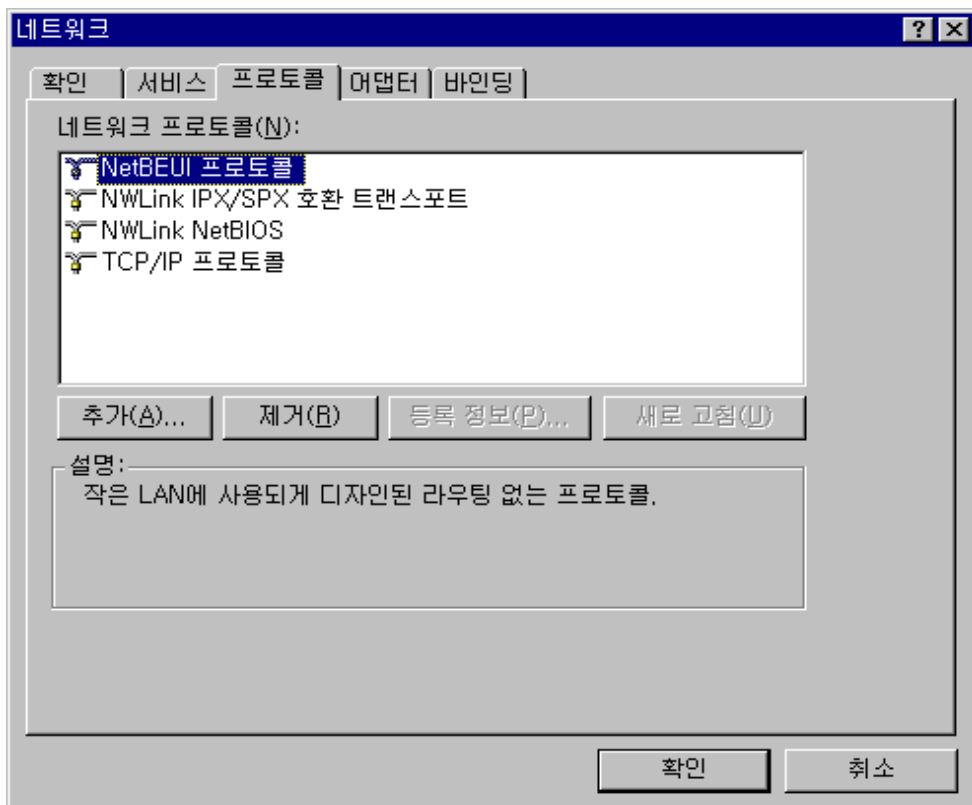 네트워크
확인 서비스 프로토콜 어댑터 바인딩
네트워크 프로토콜(N):
NetBEUI 프로토콜
NWLink IPX/SPX 호환 트랜스포트
NWLink NetBIOS
TCP/IP 프로토콜
추가(A)... 제거(R) 등록 정보(P)... 새로 고침(U)
설명:
작은 LAN에 사용되게 디자인된 라우팅 없는 프로토콜.
확인 취소